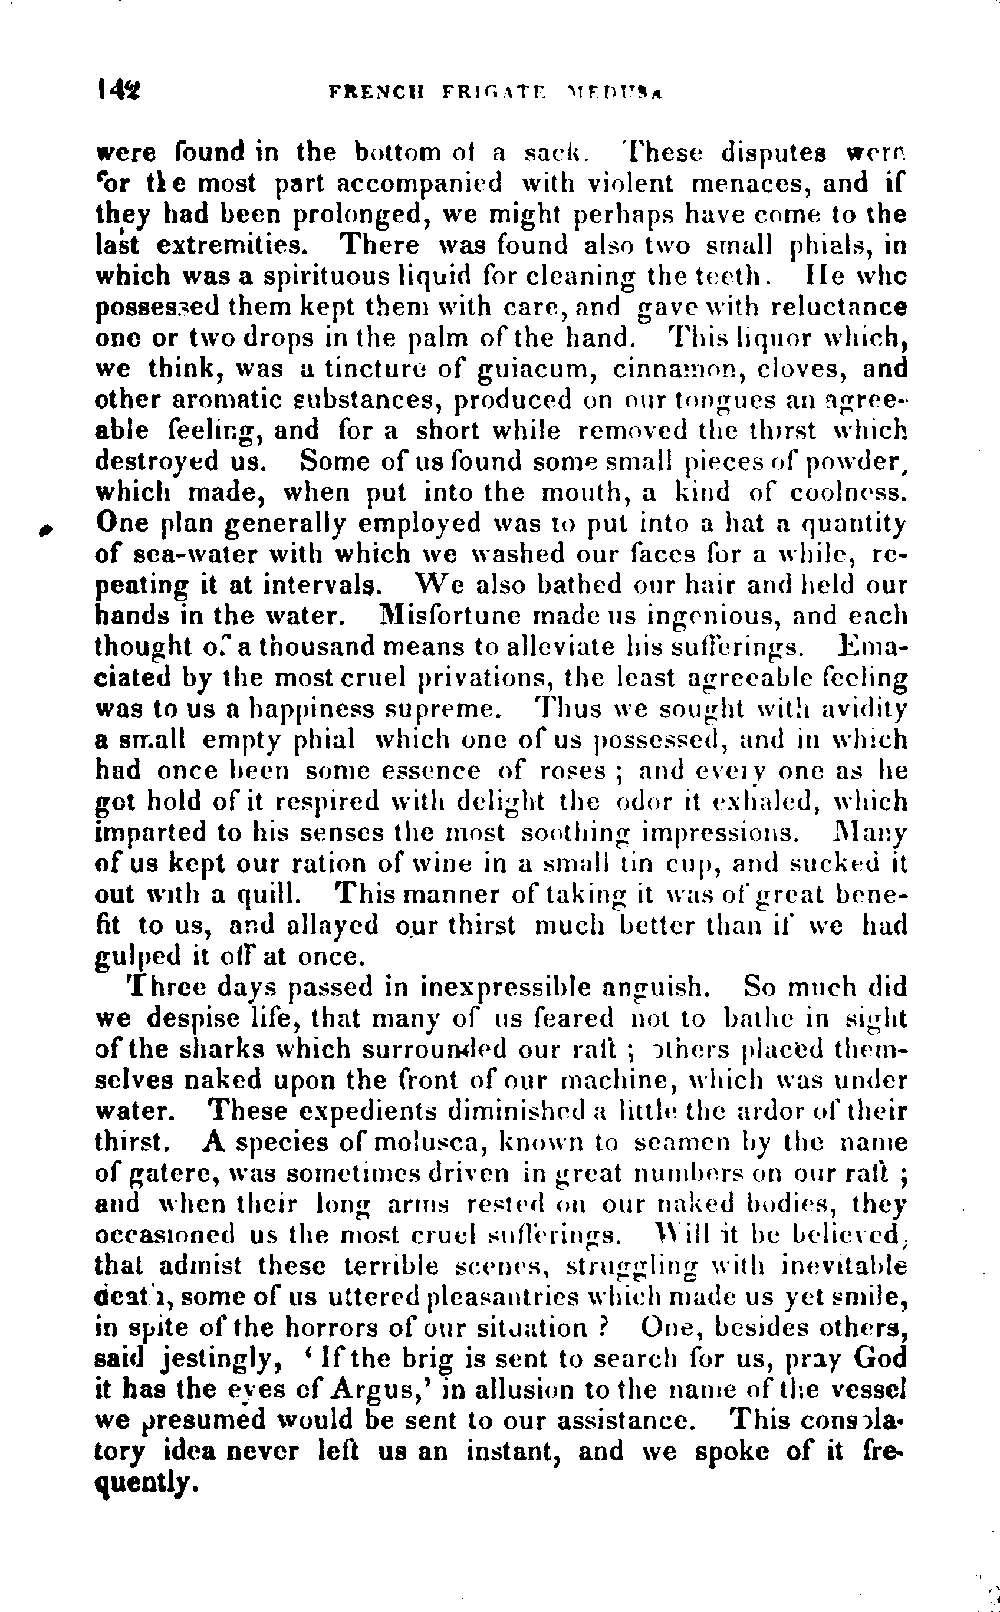 142 FRENCH FRIGATE MEDUSA
were found in the bottom of a sack. These disputes were
for the most part accompanied with violent menaces, and if
they had been prolonged, we might perhaps have come to the
last extremities. There was found also two small phials, in
which was a spirituous liquid for cleaning the teeth. He who
possessed them kept them with care, and gave with reluctance
one or two drops in the palm of the hand. This liquor which,
we think, was a tincture of guiacum, cinnamon, cloves, and
other aromatic substances, produced on our tongues an agree-
able feeling, and for a short while removed the thirst which
destroyed us. Some of us found some small pieces of powder,
which made, when put into the mouth, a kind of coolness.
One plan generally employed was to put into a hat a quantity
of sea-water with which we washed our faces for a while, re-
peating it at intervals. We also bathed our hair and held our
hands in the water. Misfortune made us ingenious, and each
thought of a thousand means to alleviate his sufferings. Ema-
ciated by the most cruel privations, the least agreeable feeling
was to us a happiness supreme. Thus we sought with avidity
a small empty phial which one of us possessed, and in which
had once been some essence of roses ; and every one as he
got hold of it respired with delight the odor it exhaled, which
imparted to his senses the most soothing impressions. Many
of us kept our ration of wine in a small tin cup, and sucked it
out with a quill. This manner of taking it was of great bene-
fit to us, and allayed our thirst much better than if we had
gulped it off at once.
Three days passed in inexpressible anguish. So much did
we despise life, that many of us feared not to bathe in sight
of the sharks which surrounded our raft ; others placed them-
selves naked upon the front of our machine, which was under
water. These expedients diminished a little the ardor of their
thirst. A species of molusca, known to seamen by the name
of gatere, was sometimes driven in great numbers on our raft ;
and when their long arms rested on our naked bodies, they
occasioned us the most cruel sufferings. Will it be believed,
that admist these terrible scenes, struggling with inevitable
death, some of us uttered pleasantries which made us yet smile,
in spite of the horrors of our situation ? One, besides others,
said jestingly, ‘ If the brig is sent to search for us, pray God
it has the eyes of Argus,’ in allusion to the name of the vessel
we presumed would be sent to our assistance. This consola-
tory idea never left us an instant, and we spoke of it fre-
quently.